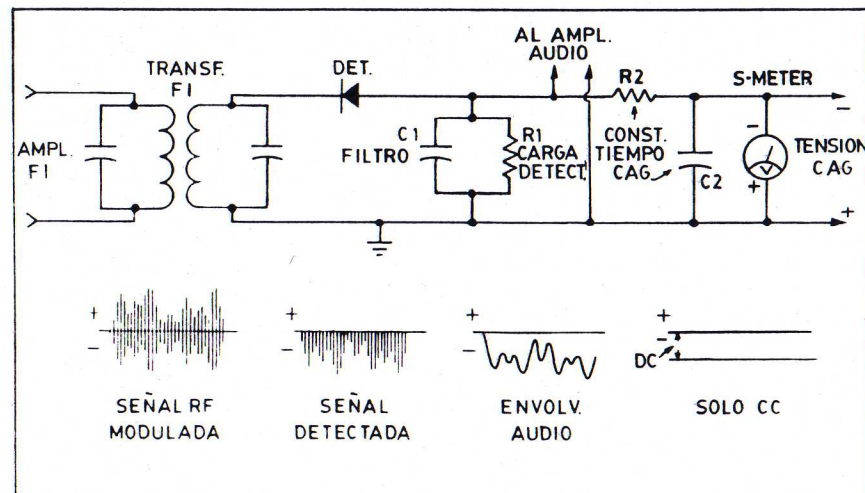 AL AMPL.
AUDIO
TRANSF.
FI
DET.
R2
S-METER
−
AMPL.
FI
C1
FILTRO
R1
CARGA
DETECT.
CONST.
TIEMPO
CAG
C2
−
+
TENSION
CAG
+
+
−
SEÑAL RF
MODULADA
+
−
SEÑAL
DETECTADA
+
−
ENVOLV.
AUDIO
+
−
DC
SOLO CC